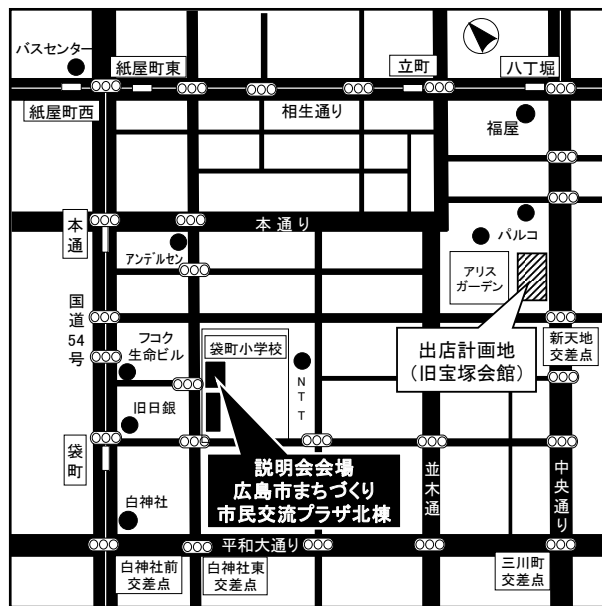 バスセンター
紙屋町東
立町
八丁堀
紙屋町西
相生通り
福屋
本通
本通り
パルコ
アンデルセン
アリス
ガーデン
国道54号
フコク
生命ビル
袋町小学校
NTT
出店計画地
(旧宝塚会館)
新天地
交差点
旧日銀
袋町
説明会会場
広島市まちづくり
市民交流プラザ北棟
並木通
中央通り
白神社
平和大通り
白神社前
交差点
白神社東
交差点
三川町
交差点